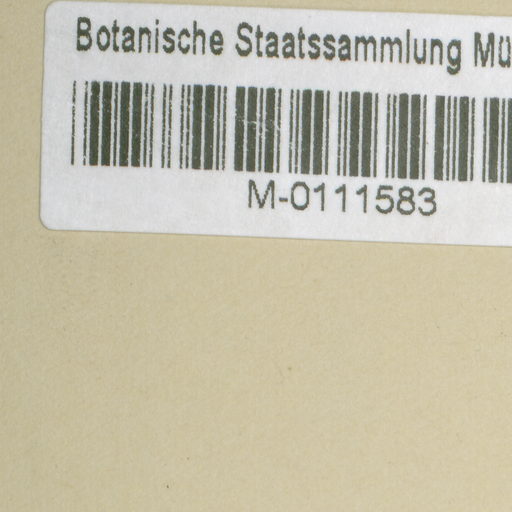 Botanische Staatssammlung Mü
M-0111583